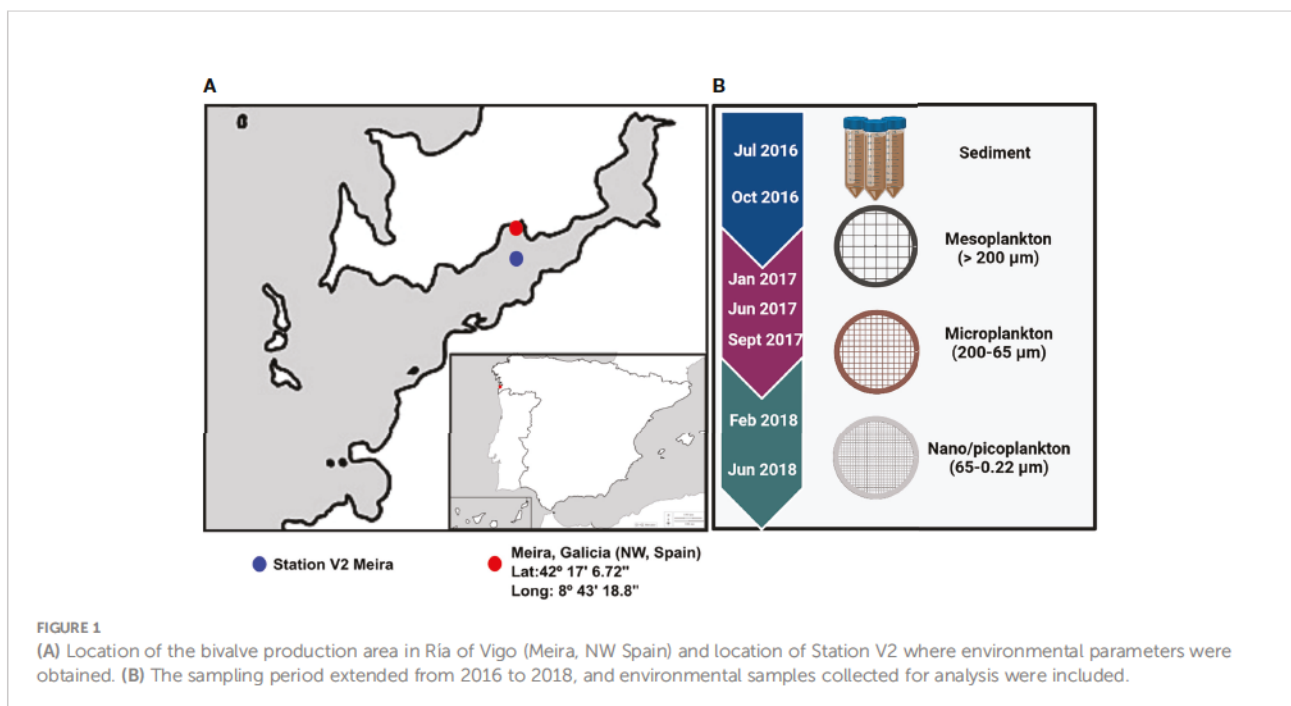 A
B
Jul 2016
Oct 2016
Jan 2017
Jun 2017
Sept 2017
Feb 2018
Jun 2018
Sediment
Mesoplankton
(> 200 µm)
Microplankton
(200-65 µm)
Nano/picoplankton
(65-0.22 µm)
Station V2 Meira
Meira, Galicia (NW, Spain)
Lat:42º 17' 6.72"
Long: 8º 43' 18.8"
FIGURE 1
(A) Location of the bivalve production area in Ría of Vigo (Meira, NW Spain) and location of Station V2 where environmental parameters were
obtained. (B) The sampling period extended from 2016 to 2018, and environmental samples collected for analysis were included.